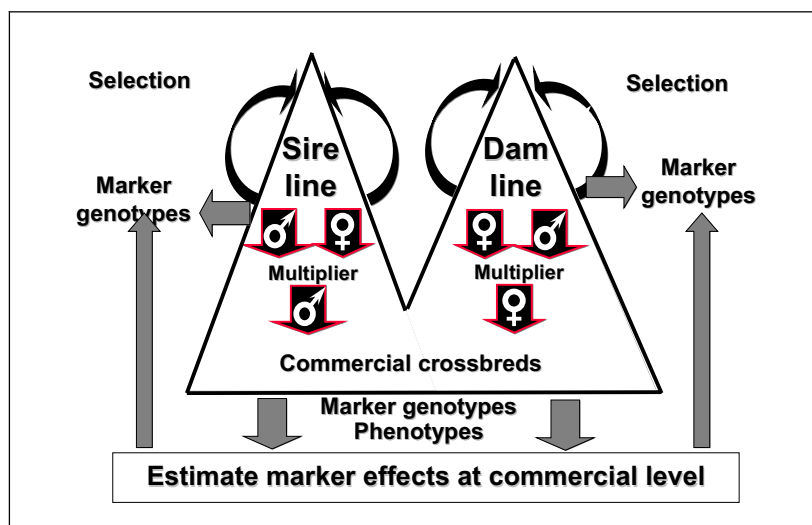 Selection
Selection
Sire
line
Dam
line
Marker
genotypes
Marker
genotypes
Multiplier
Multiplier
Commercial crossbreds
Marker genotypes
Phenotypes
Estimate marker effects at commercial level